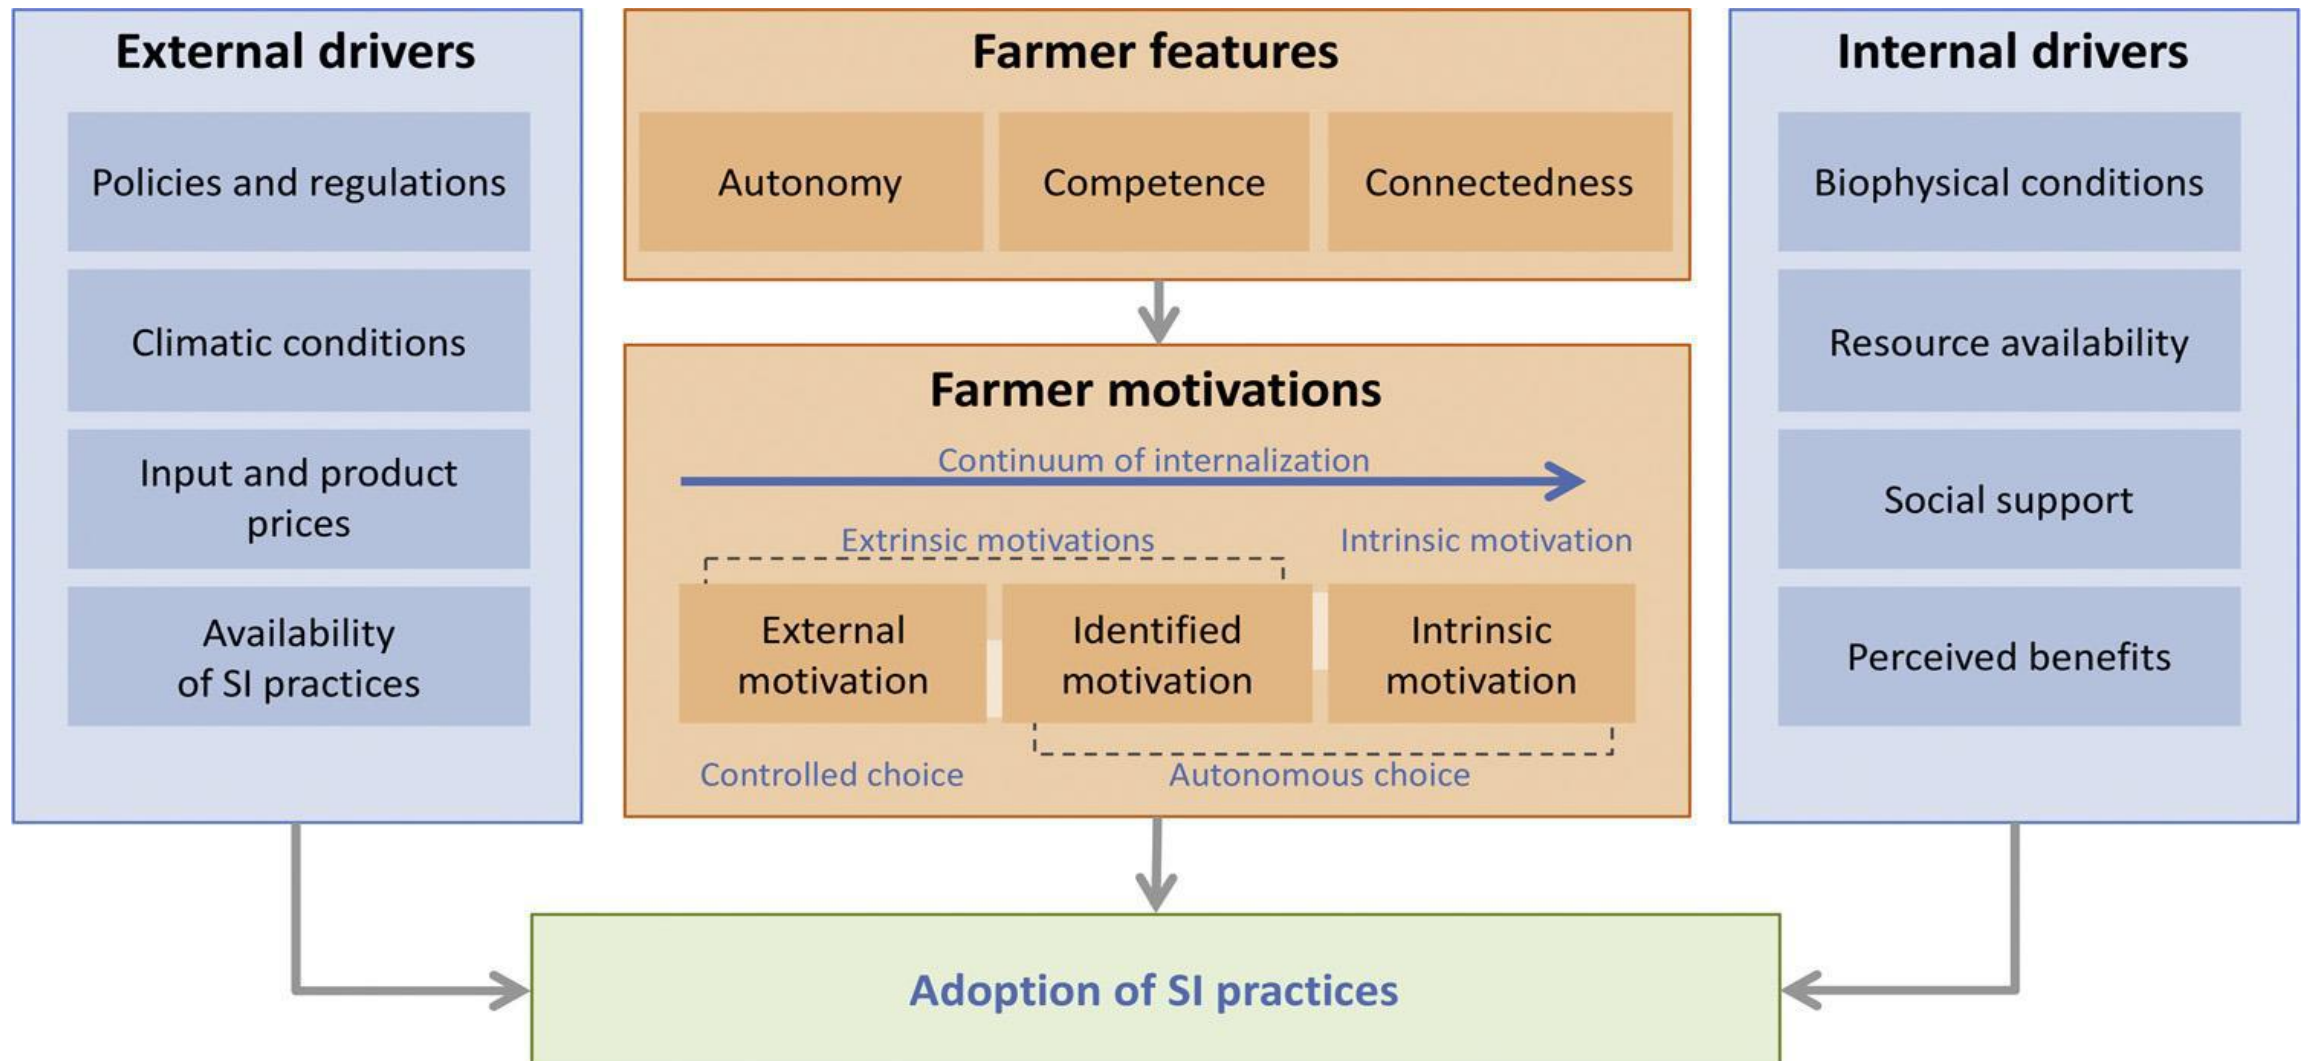 External drivers
Policies and regulations
Climatic conditions
Input and product
prices
Availability
of SI practices
Farmer features
Autonomy
Competence
Connectedness
Farmer motivations
Continuum of internalization
Extrinsic motivations
Intrinsic motivation
External
motivation
Identified
motivation
Intrinsic
motivation
Controlled choice
Autonomous choice
Internal drivers
Biophysical conditions
Resource availability
Social support
Perceived benefits
Adoption of SI practices